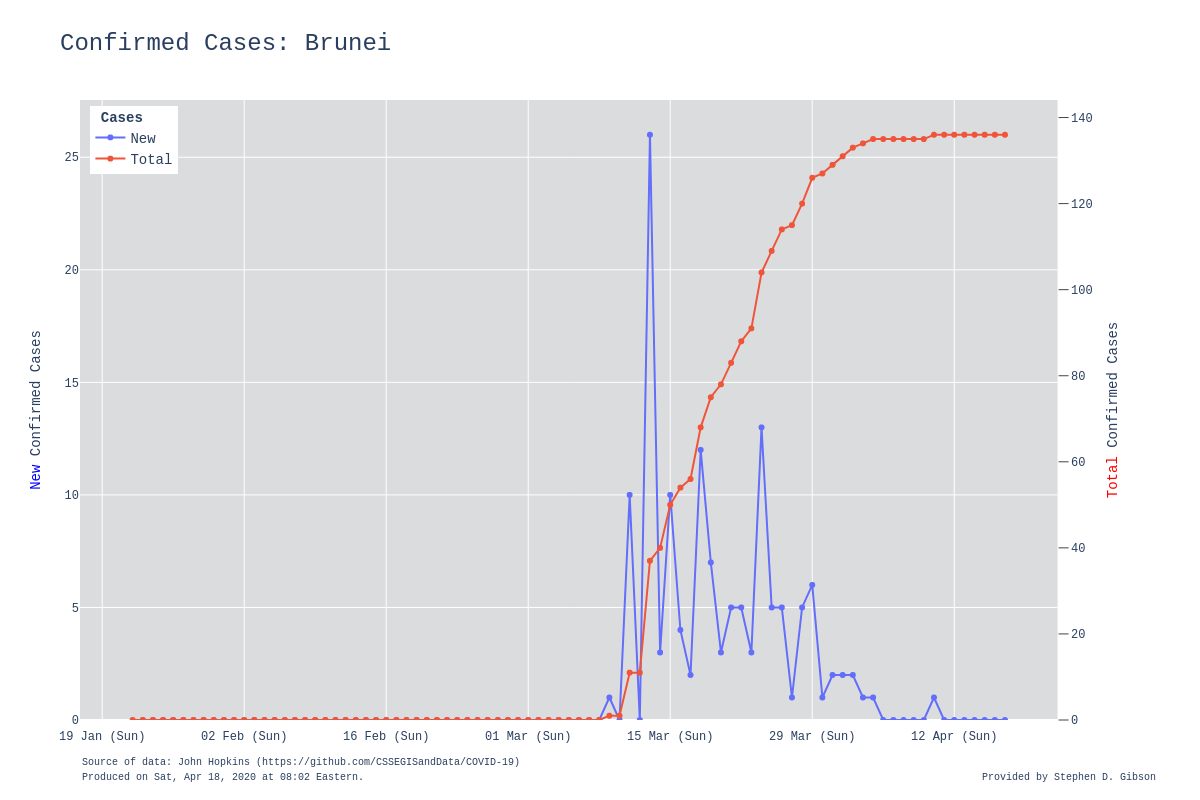 Confirmed Cases: Brunei
Cases
New
Total
25
20
15
10
5
0
140
120
100
80
60
40
20
0
New Confirmed Cases
Total Confirmed Cases
19 Jan (Sun) 02 Feb (Sun) 16 Feb (Sun) 01 Mar (Sun) 15 Mar (Sun) 29 Mar (Sun) 12 Apr (Sun)
Source of data: John Hopkins (https://github.com/CSSEGISandData/COVID-19)
Produced on Sat, Apr 18, 2020 at 08:02 Eastern.
Provided by Stephen D. Gibson